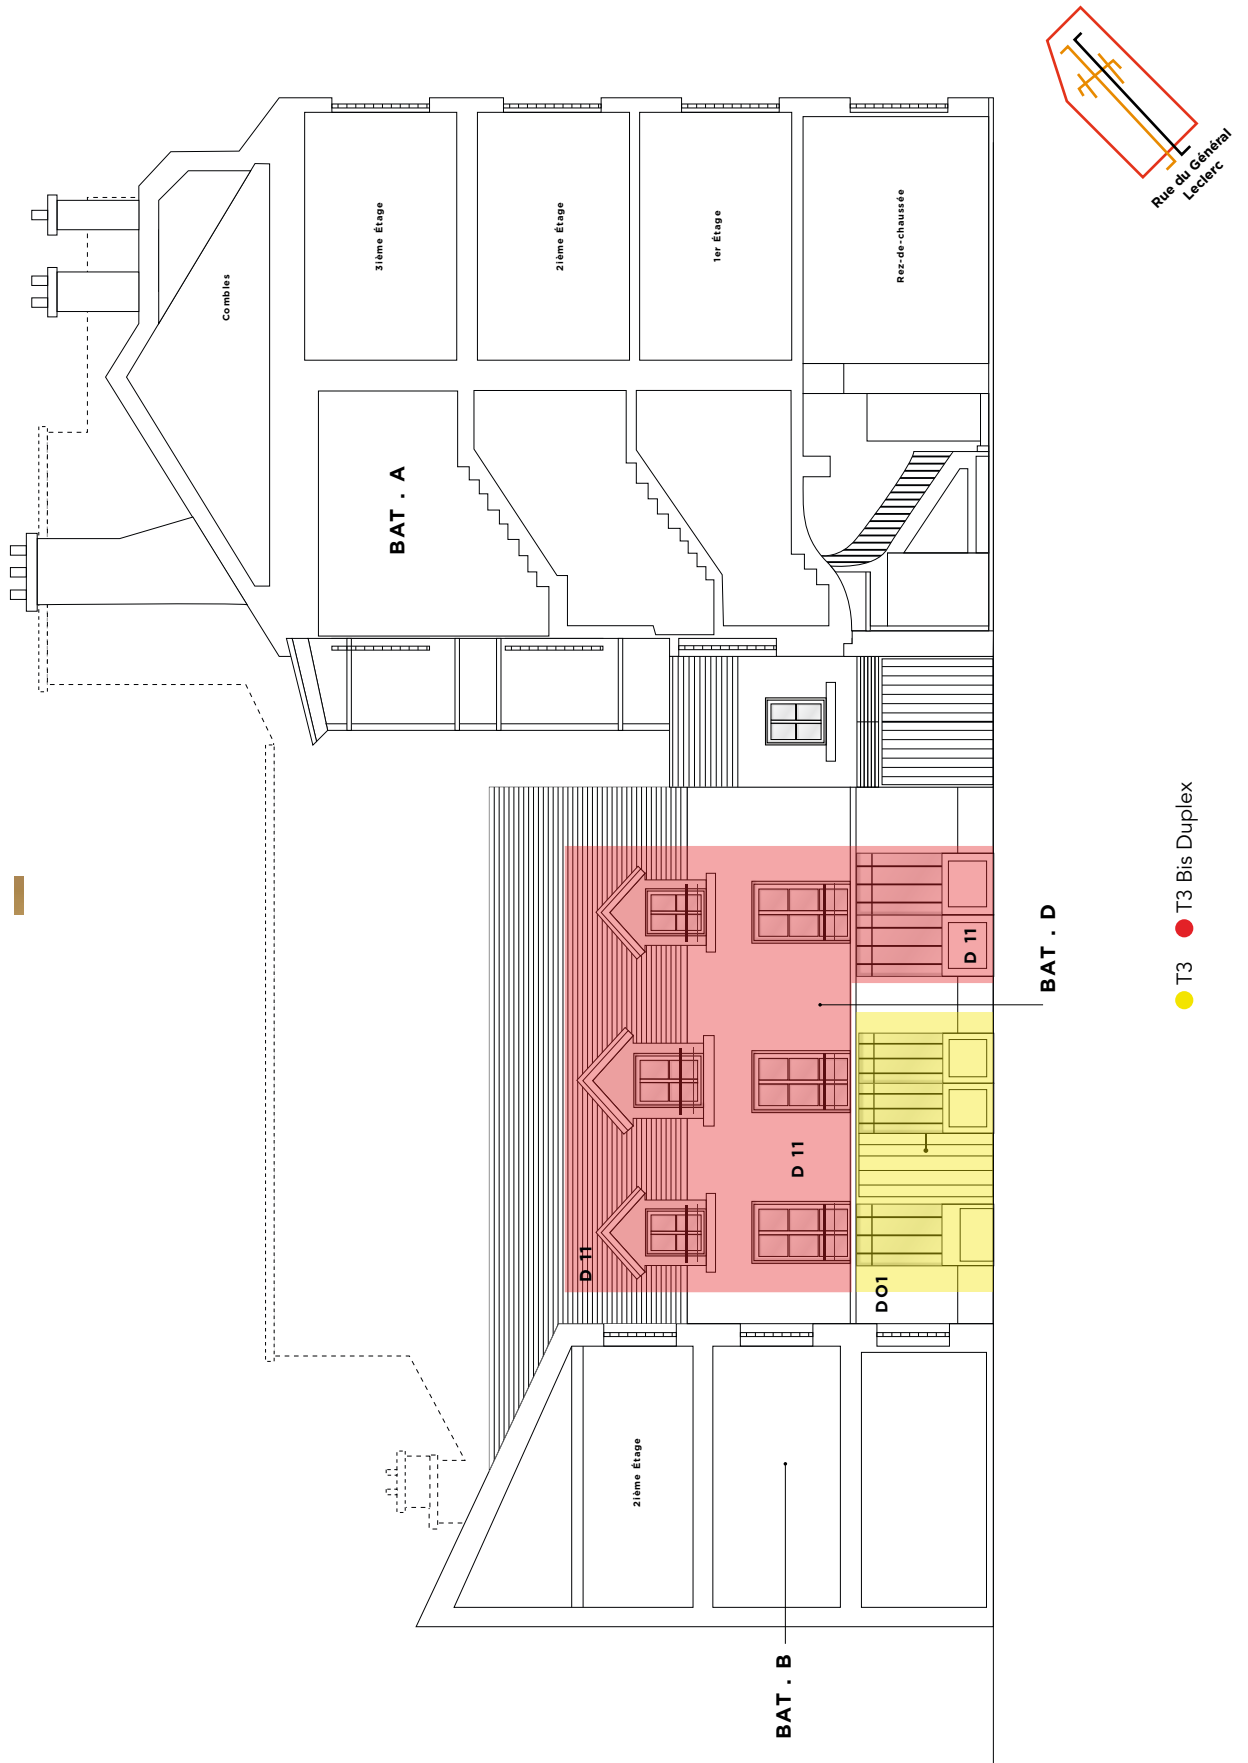 Combles
3ième Étage
2ième Étage
1er Étage
Rez-de-chaussée
BAT . A
D 11
D 11
D 11
DO1
2ième Étage
BAT . B
BAT . D
T3
T3 Bis Duplex
Rue du Général
Leclerc